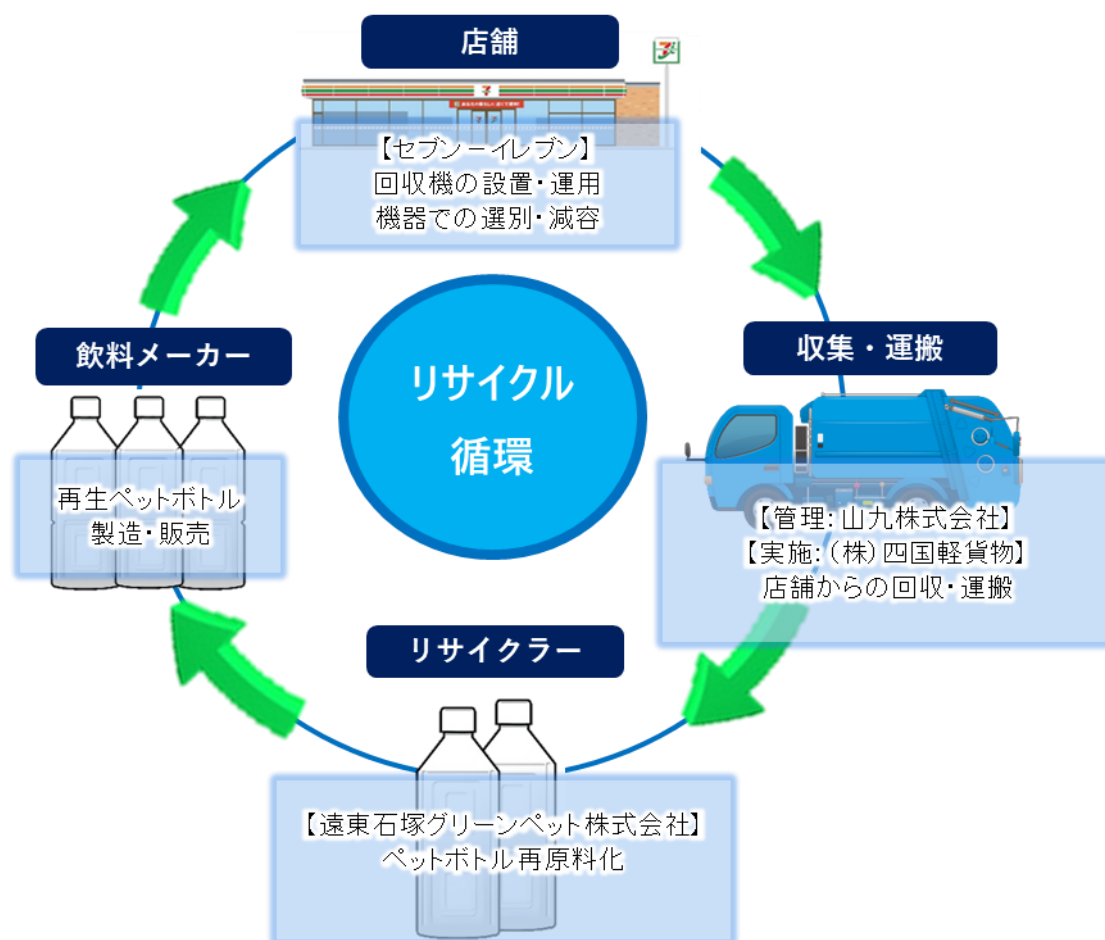 店舗
7
7
【セブンーイレブン】
回収機の設置・運用
機器での選別・減容
収集・運搬
【管理:山九株式会社】
【実施:(株)四国軽貨物】
店舗からの回収・運搬
リサイクラー
【遠東石塚グリーンペット株式会社】
ペットボトル再原料化
飲料メーカー
再生ペットボトル
製造・販売
リサイクル
循環